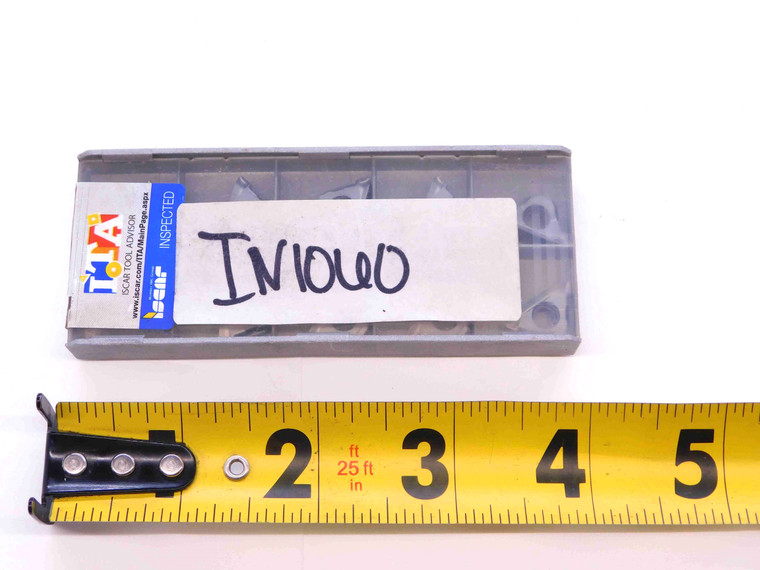 ITA
ISCAR TOOL ADVISOR
www.iscar.com/ITA/MainPage.aspx
iscar
INSPECTED
IN1060
1 2 3 4 5
ft
25 ft
in